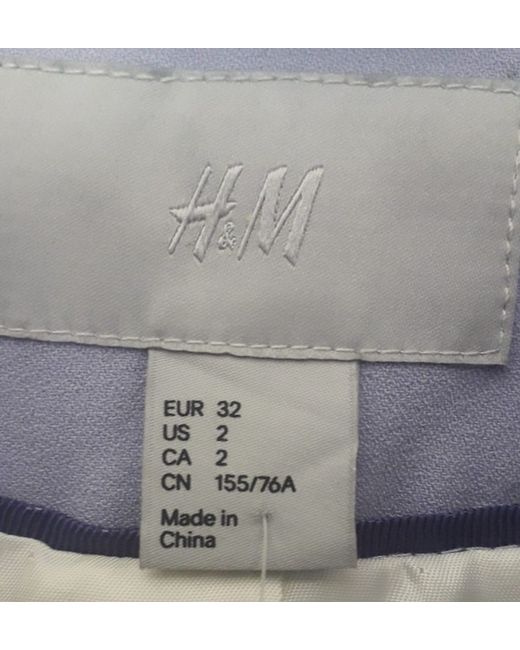 H&M
EUR 32
US 2
CA 2
CN 155/76A
Made in
China